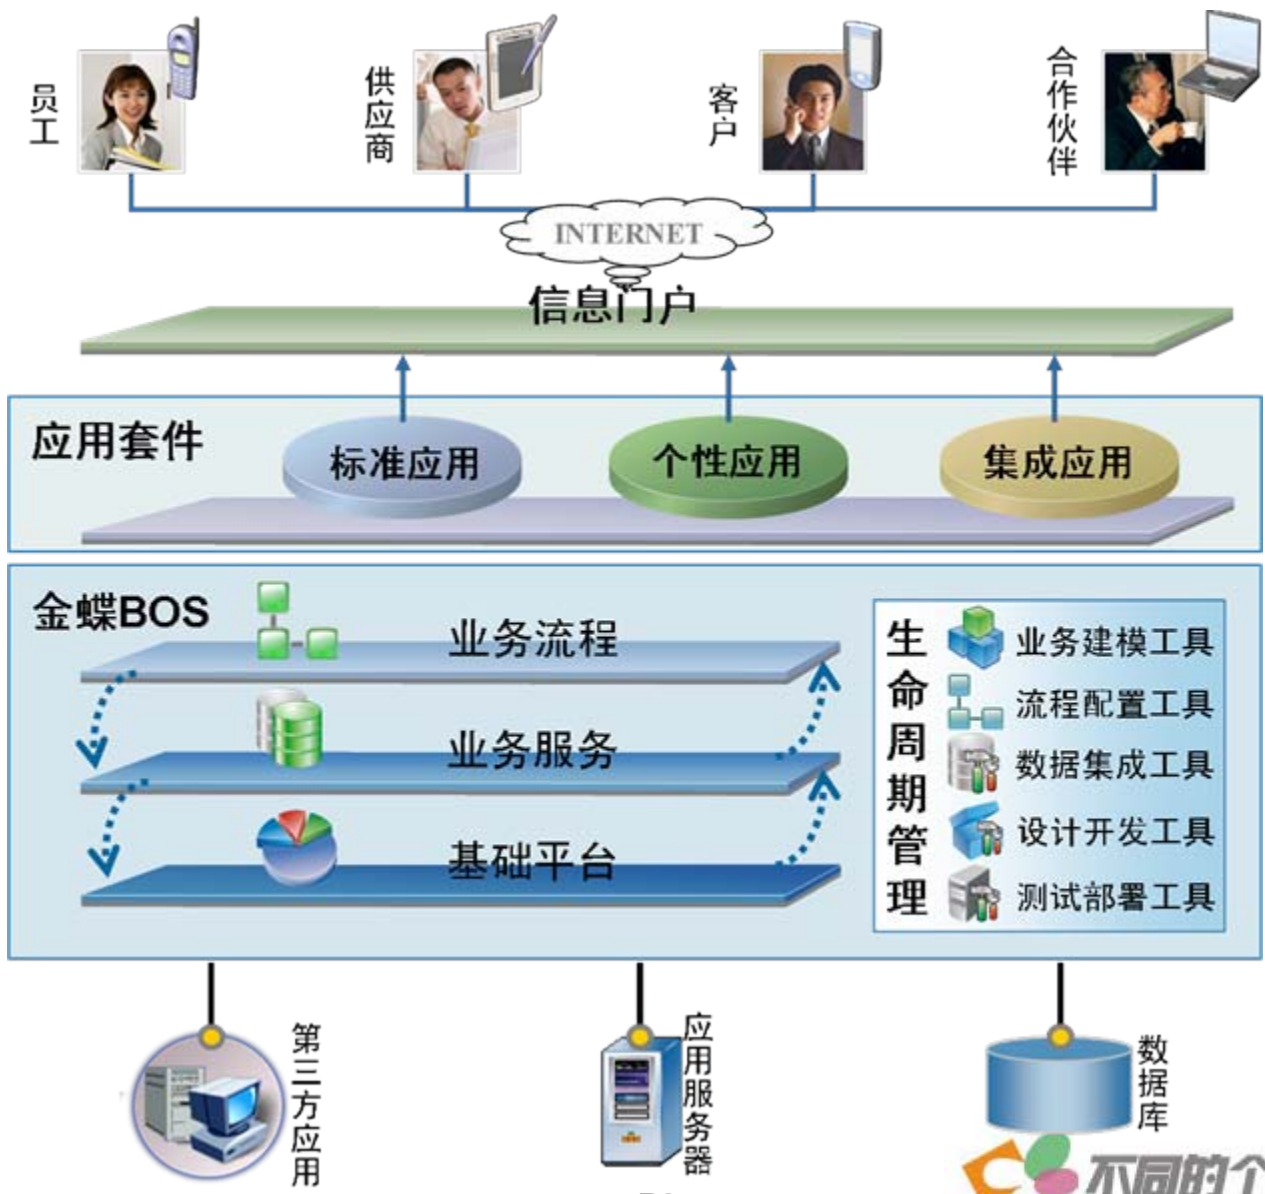 员工
供应商
客户
合作伙伴
INTERNET
信息门户
应用套件
标准应用
个性应用
集成应用
金蝶BOS
业务流程
业务服务
基础平台
生命周期管理
业务建模工具
流程配置工具
数据集成工具
设计开发工具
测试部署工具
第三方应用
应用服务器
数据库
不同的个